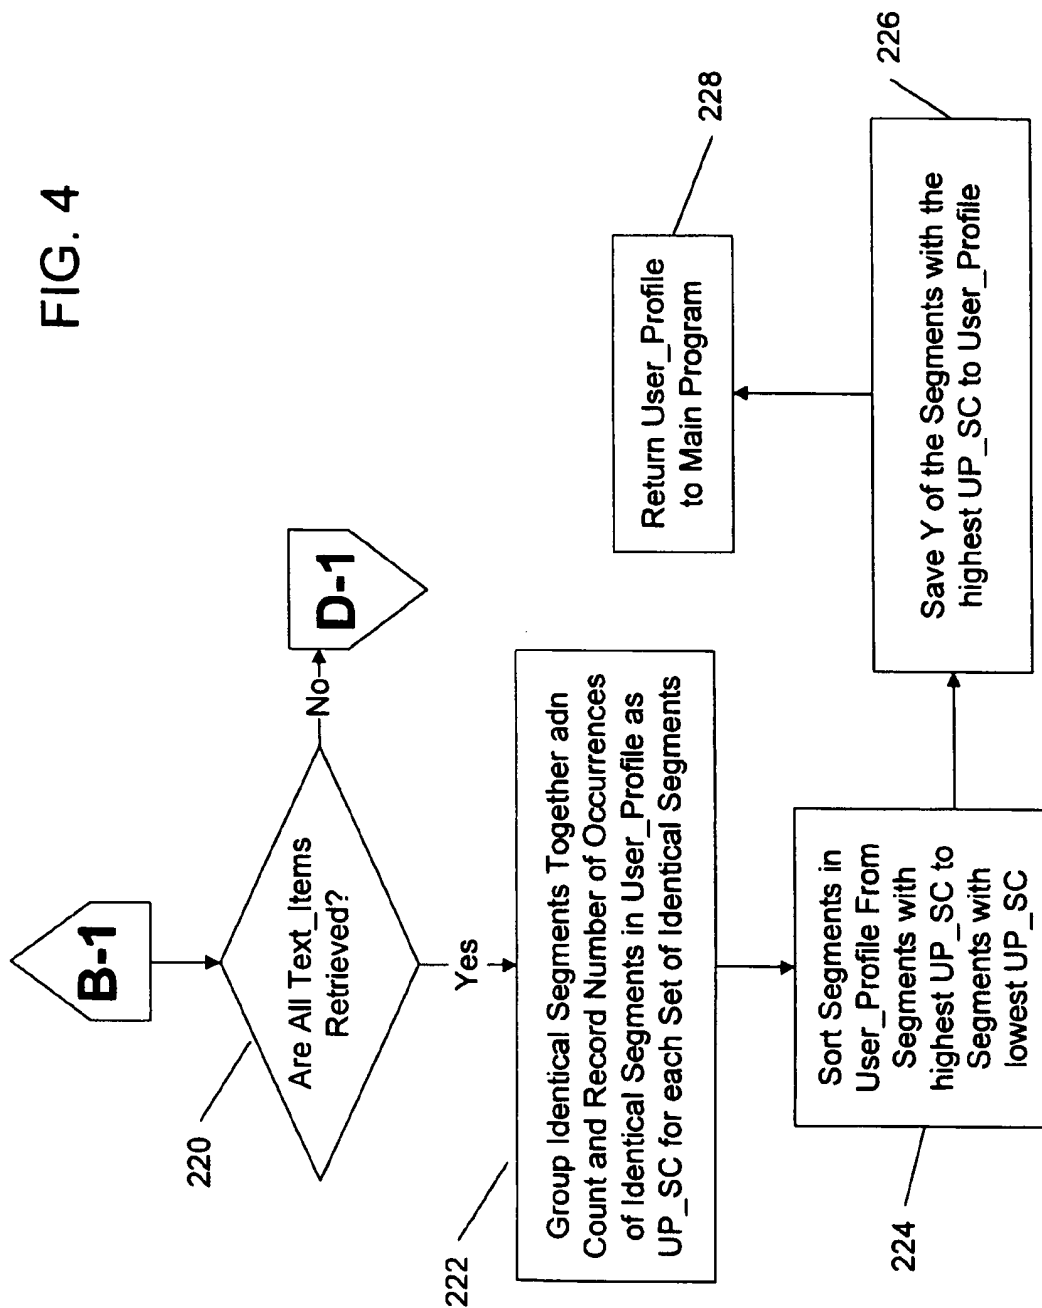 FIG. 4
B-1
220
Are All Text_Items
Retrieved?
No
D-1
Yes
222
Group Identical Segments Together adn
Count and Record Number of Occurrences
of Identical Segments in User_Profile as
UP_SC for each Set of Identical Segments
224
Sort Segments in
User_Profile From
Segments with
highest UP_SC to
Segments with
lowest UP_SC
226
Save Y of the Segments with the
highest UP_SC to User_Profile
228
Return User_Profile
to Main Program